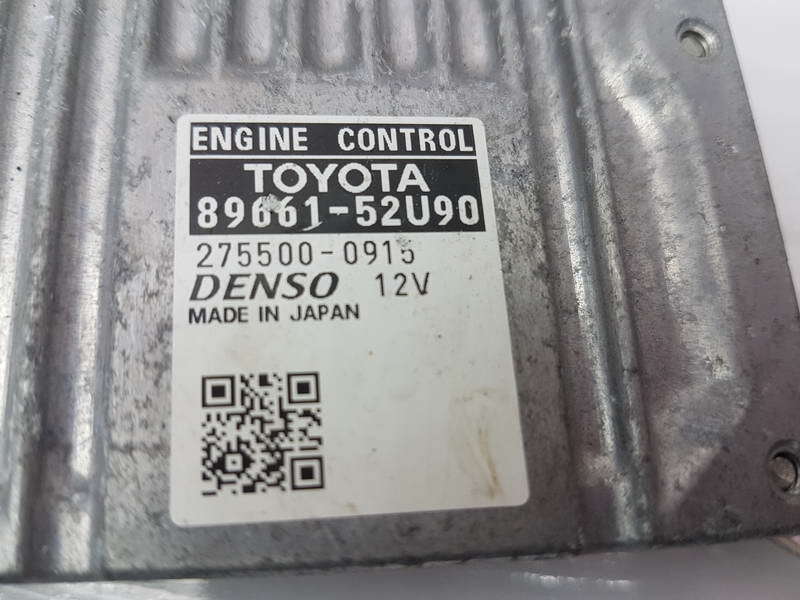 ENGINE CONTROL
TOYOTA
89661-52U90
275500-0915
DENSO 12V
MADE IN JAPAN